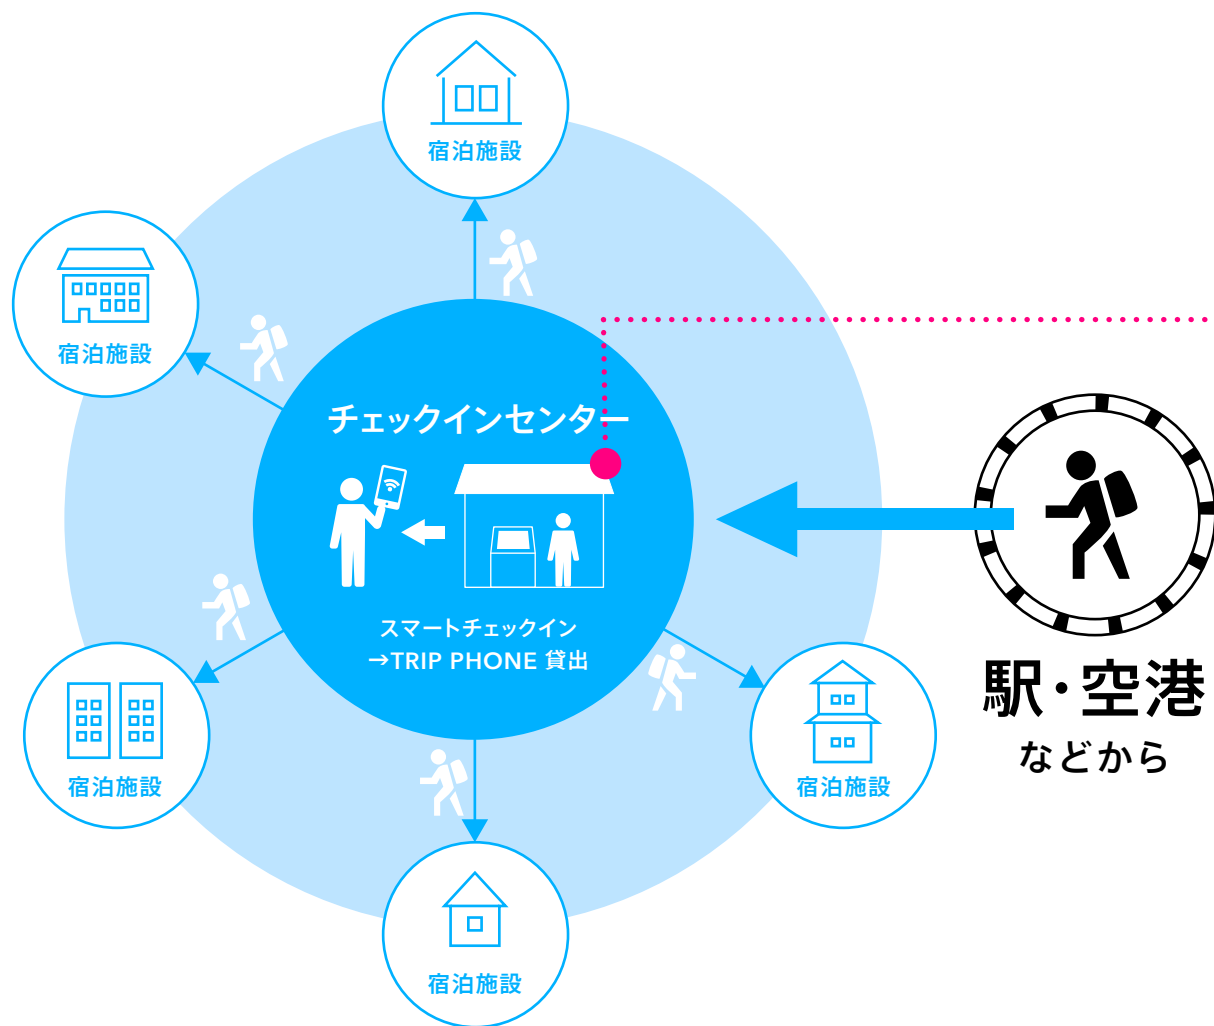 宿泊施設
宿泊施設
チェックインセンター
スマートチェックイン
→TRIP PHONE 貸出
駅・空港
などから
宿泊施設
宿泊施設
宿泊施設